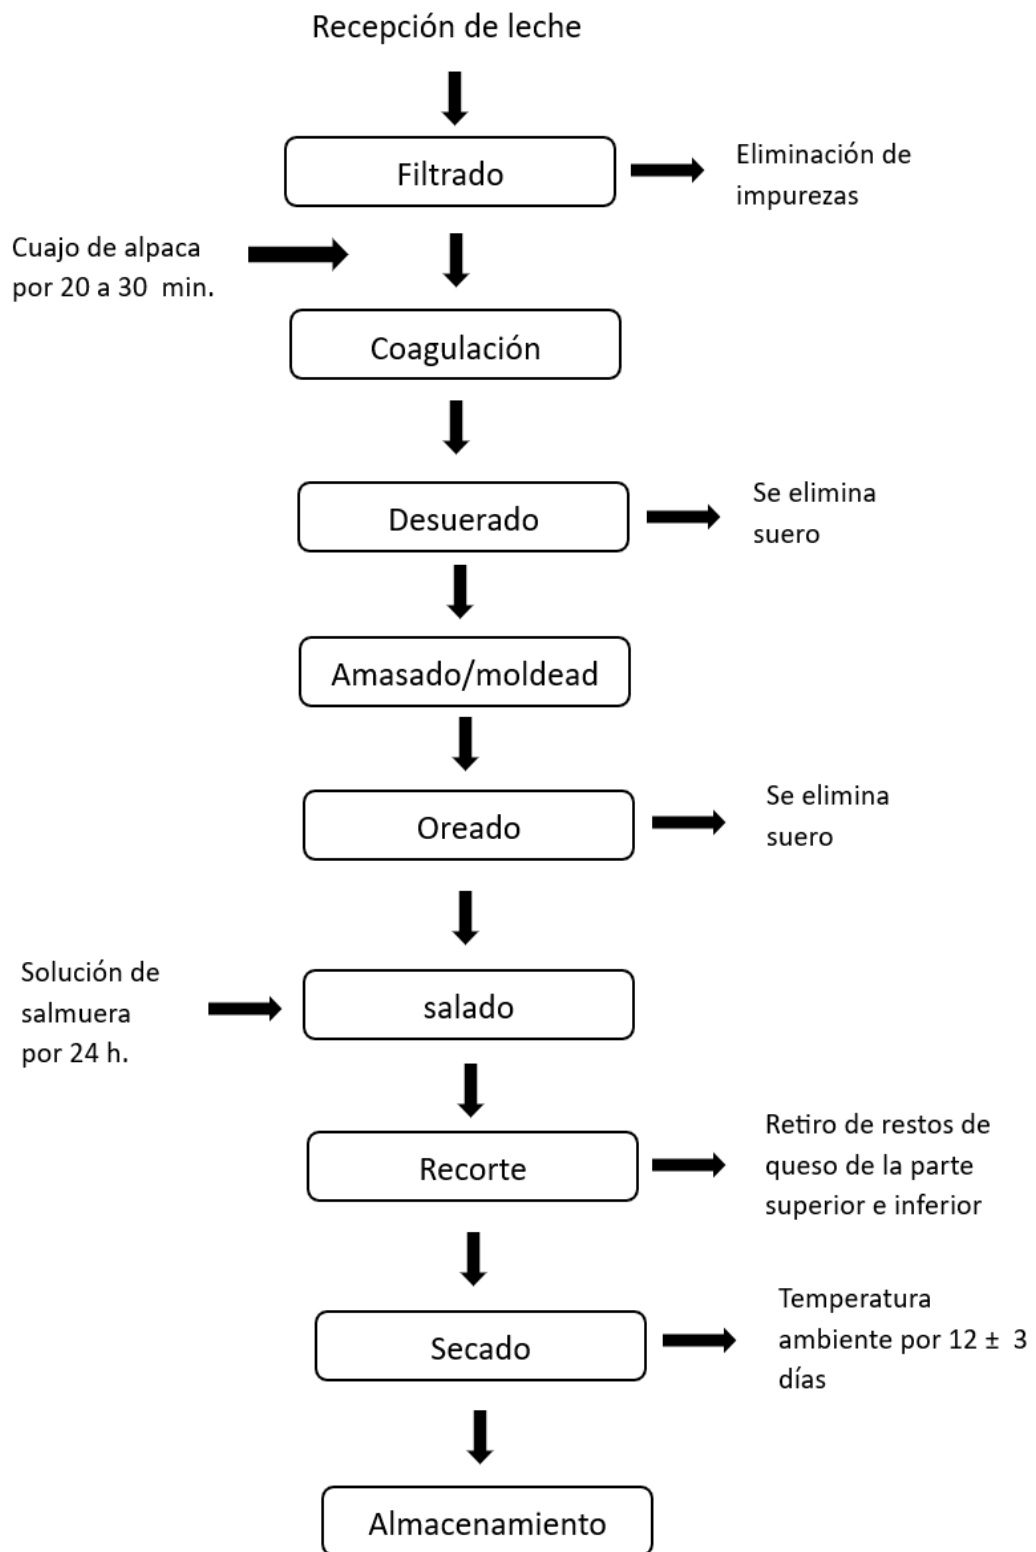 Recepción de leche
Filtrado
Eliminación de
impurezas
Cuajo de alpaca
por 20 a 30  min.
Coagulación
Desuerado
Se elimina
suero
Amasado/moldead
Oreado
Se elimina
suero
Solución de
salmuera
por 24 h.
salado
Recorte
Retiro de restos de
queso de la parte
superior e inferior
Secado
Temperatura
ambiente por 12 ±  3
días
Almacenamiento